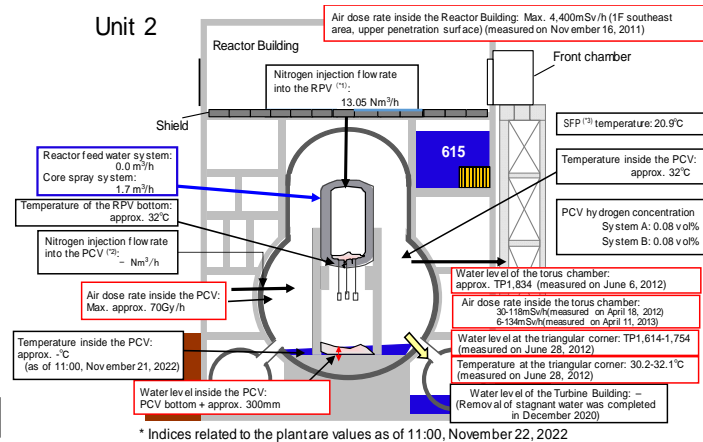 Unit 2
Air dose rate inside the Reactor Building: Max. 4,400mSv/h (1F southeast
area, upper penetration surface) (measured on November 16, 2011)
Reactor Building
Front chamber
Nitrogen injection flow rate
into the RPV (*1):
13.05 Nm3/h
Shield
SFP (*3) temperature: 20.9°C
Reactor feed water system:
0.0 m3/h
Core spray system:
1.7 m3/h
615
Temperature inside the PCV:
approx. 32°C
Temperature of the RPV bottom:
approx. 32°C
PCV hydrogen concentration
System A: 0.08 vol%
System B: 0.08 vol%
Nitrogen injection flow rate
into the PCV (*2):
－ Nm3/h
Water level of the torus chamber:
approx. TP1,834 (measured on June 6, 2012)
Air dose rate inside the PCV:
Max. approx. 70Gy/h
Air dose rate inside the torus chamber:
30-118mSv/h(measured on April 18, 2012)
6-134mSv/h(measured on April 11, 2013)
Temperature inside the PCV:
approx. -°C
(as of 11:00, November 21, 2022)
Water level at the triangular corner: TP1,614-1,754
(measured on June 28, 2012)
Temperature at the triangular corner: 30.2-32.1°C
(measured on June 28, 2012)
Water level inside the PCV:
PCV bottom + approx. 300mm
Water level of the Turbine Building: －
(Removal of stagnant water was completed
in December 2020)
* Indices related to the plant are values as of 11:00, November 22, 2022